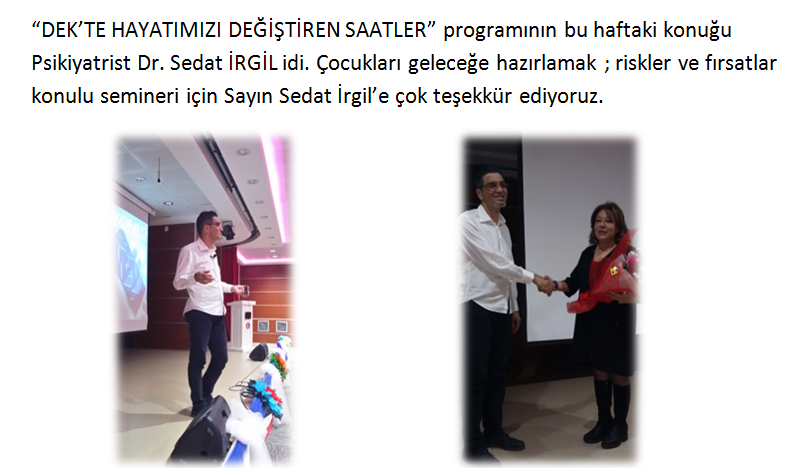 “DEK’TE HAYATIMIZI DEĞİŞTİREN SAATLER” programının bu haftaki konuğu
Psikiyatrist Dr. Sedat İRGİL idi. Çocukları geleceğe hazırlamak ; riskler ve fırsatlar
konulu semineri için Sayın Sedat İrgil’e çok teşekkür ediyoruz.